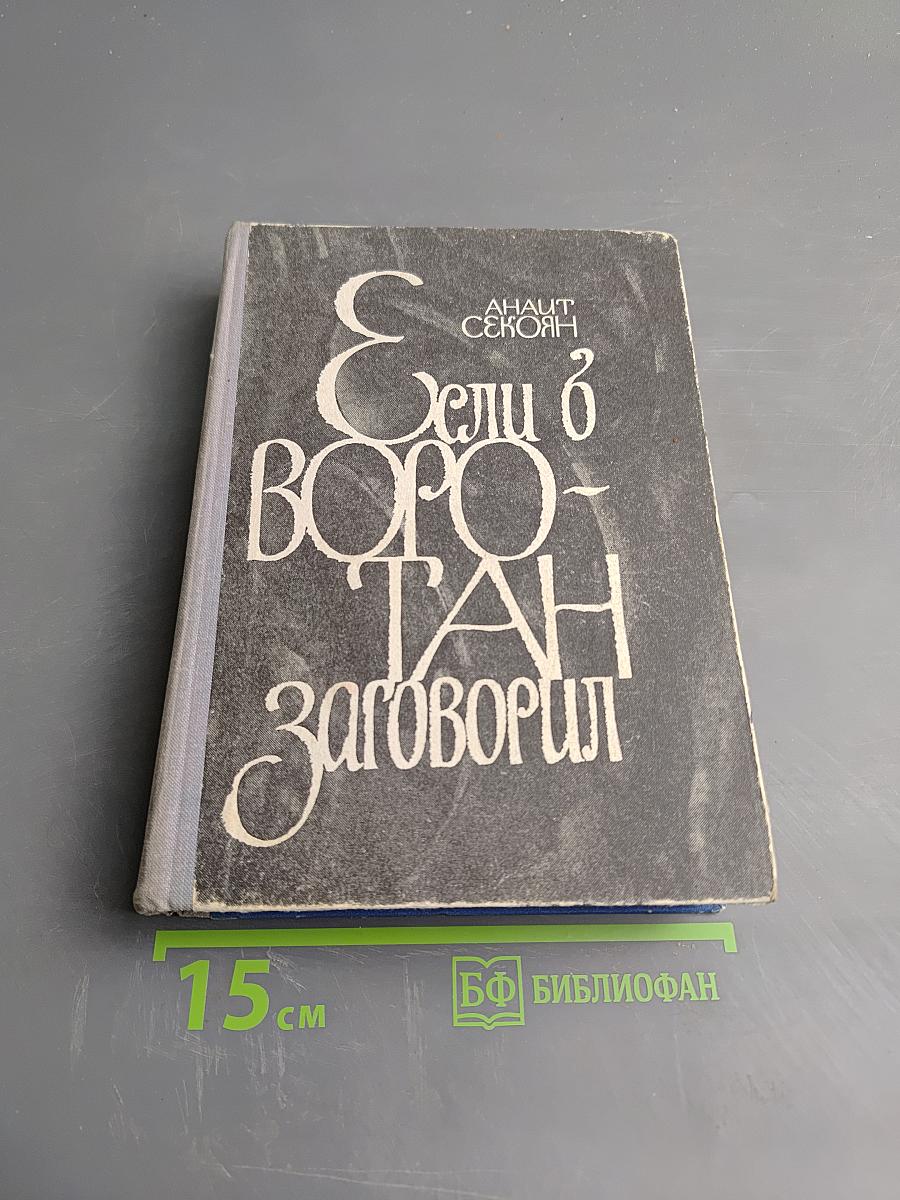 АНАИТ
СЕКОЯН
Если б
ВОРО-
ТАН
заговорил
15 см
БФ БИБЛИОФАН